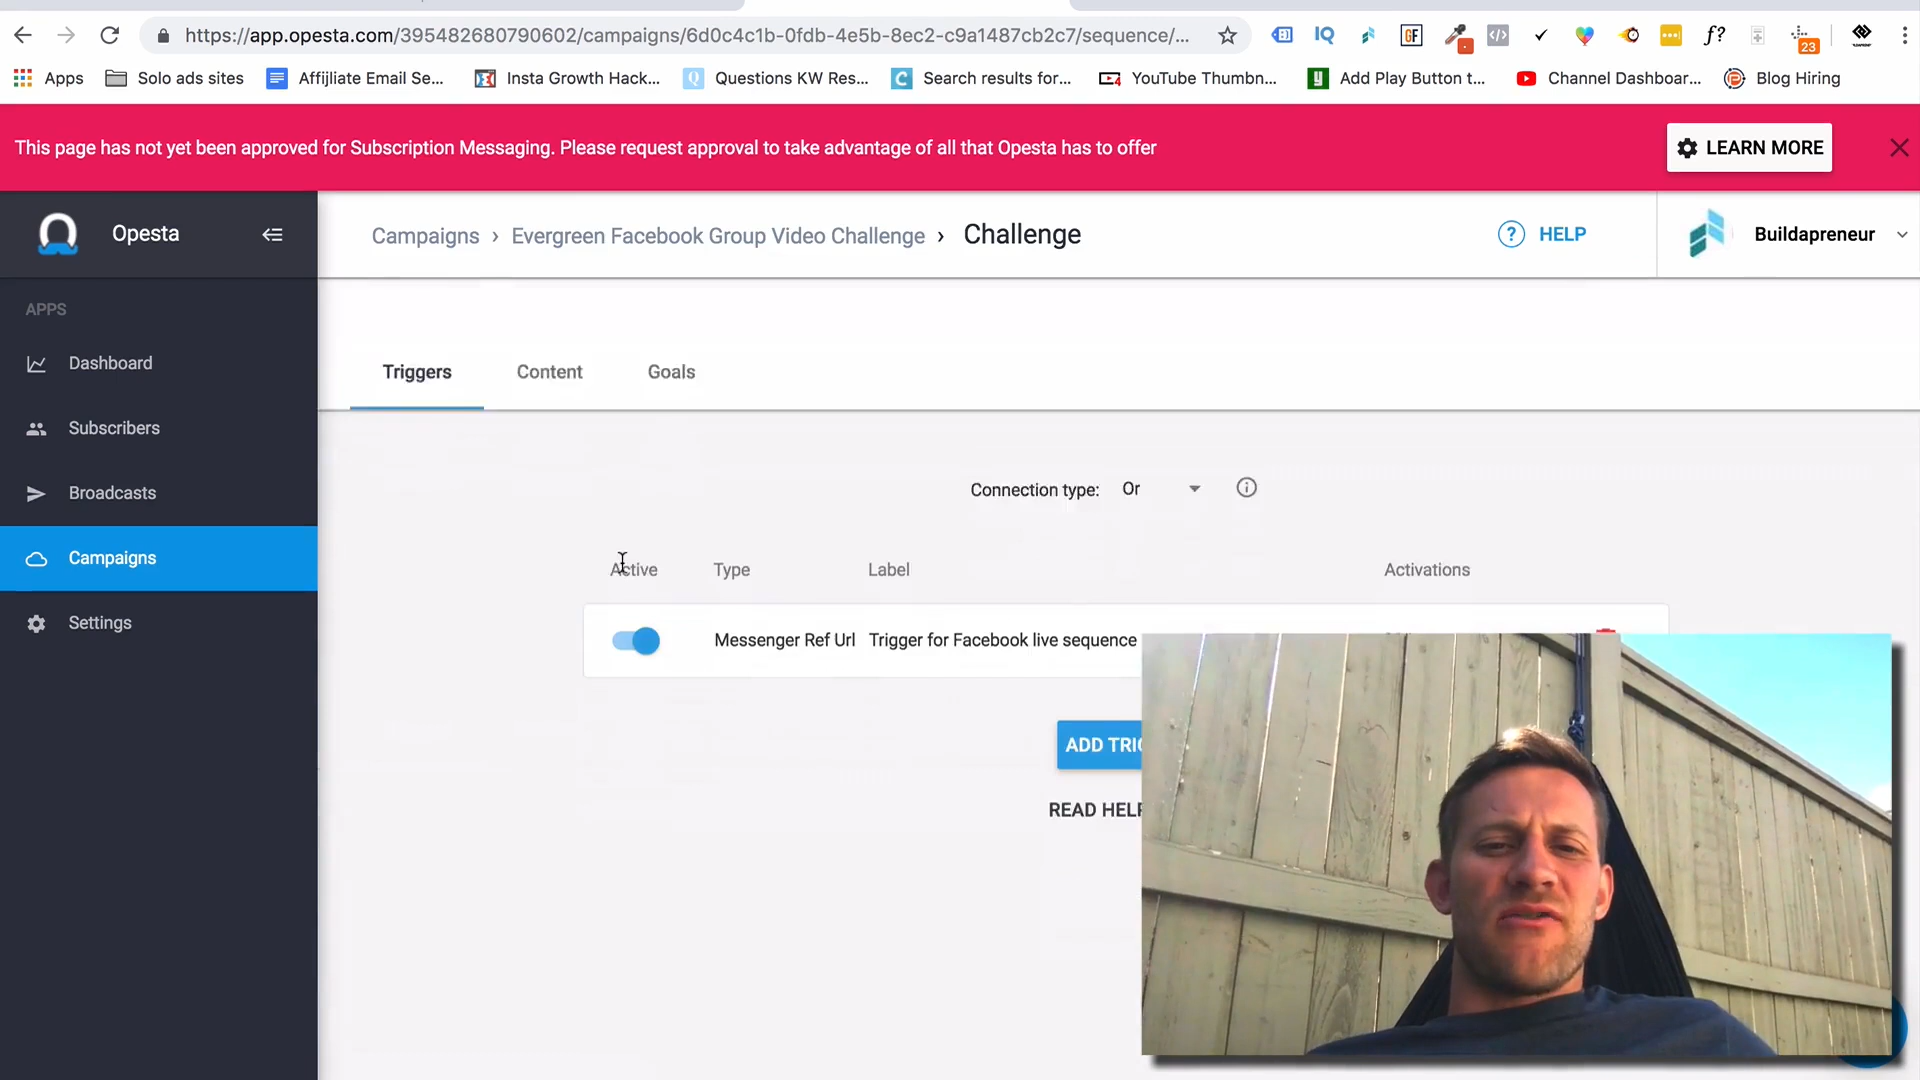 https://app.opesta.com/395482680790602/campaigns/6d0c4c1b-0fdb-4e5b-8ec2-c9a1487cb2c7/sequence/...
IQ
GF
f?
23
Apps
Solo ads sites
Affijliate Email Se...
Insta Growth Hack...
Questions KW Res...
Search results for...
YouTube Thumbn...
Add Play Button t...
Channel Dashboar...
Blog Hiring
This page has not yet been approved for Subscription Messaging. Please request approval to take advantage of all that Opesta has to offer
LEARN MORE
Opesta
Campaigns › Evergreen Facebook Group Video Challenge › Challenge
HELP
Buildapreneur
APPS
Dashboard
Subscribers
Broadcasts
Campaigns
Settings
Triggers
Content
Goals
Connection type: Or
Active
Type
Label
Activations
Messenger Ref Url
Trigger for Facebook live sequence
ADD
READ